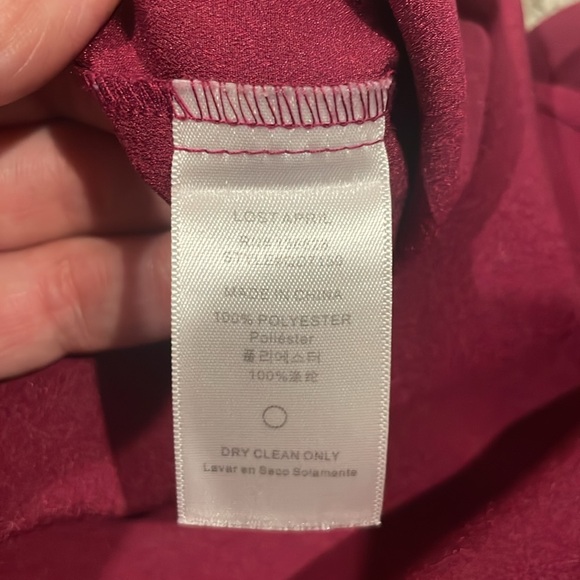 LOST APRIL
MADE IN CHINA
100% POLYESTER
Poliéster
폴리에스터
100%涤纶
DRY CLEAN ONLY
Lavar en Seco Solamente